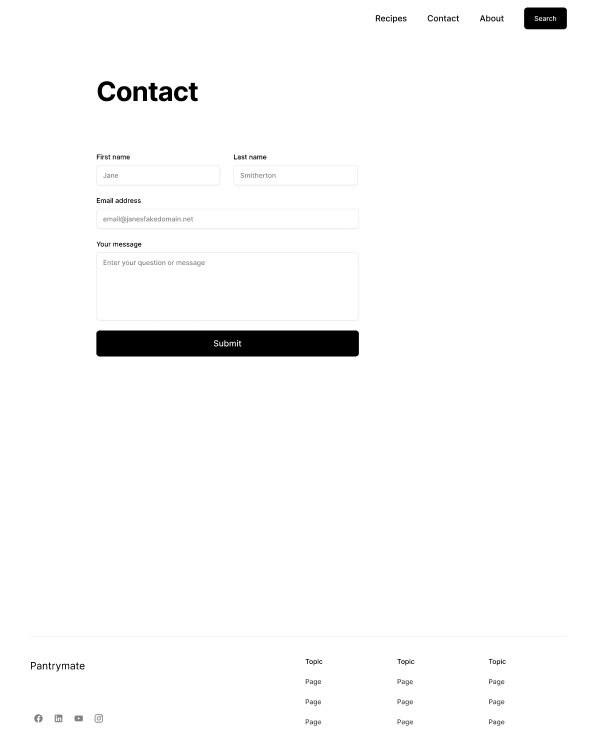 Recipes Contact About Search
Contact
First name Last name
Jane Smitherton
Email address
email@janesfakedomain.net
Your message
Enter your question or message
Submit
Pantrymate
Topic Topic Topic
Page Page Page
Page Page Page
Page Page Page